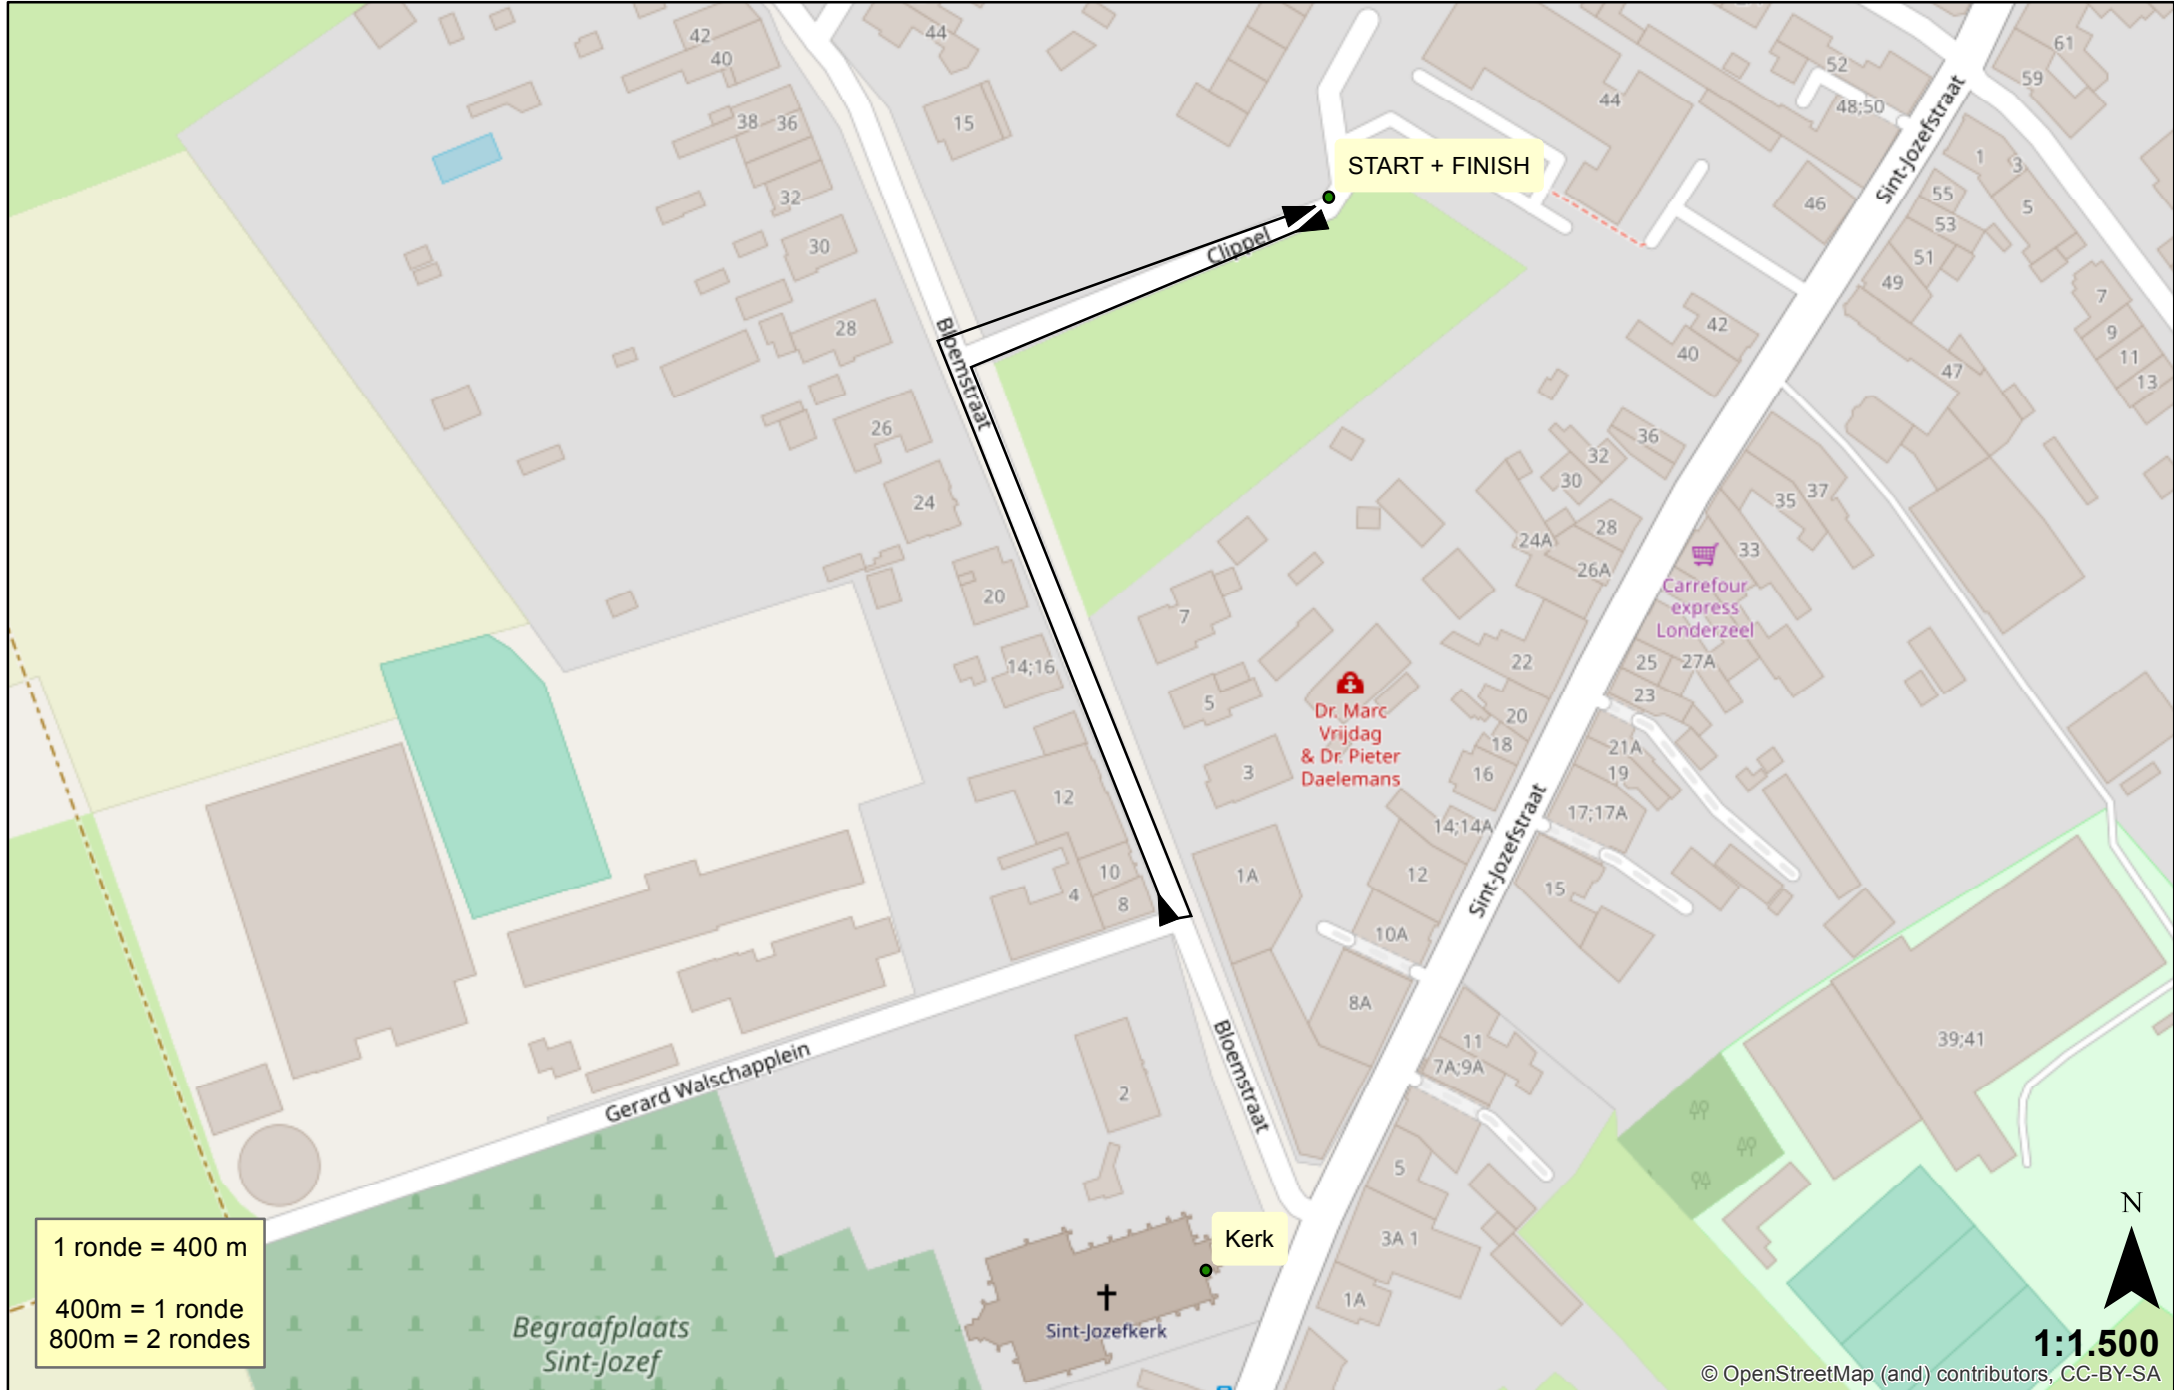 42
40
44
38
36
15
32
30
28
26
24
20
14;16
12
10
8
4
START + FINISH
Clippel
Bloemstraat
44
52
48;50
61
59
Sint-Jozefstraat
46
1
3
5
55
53
51
49
7
9
11
13
47
42
40
36
32
30
28
24A
26A
35
37
33
Carrefour
express
Londerzeel
7
5
3
1A
Dr. Marc
Vrijdag
& Dr. Pieter
Daelemans
22
20
18
16
14;14A
12
10A
8A
25
27A
23
21A
19
17;17A
15
Sint-Jozefstraat
11
7A;9A
5
3A 1
1A
39;41
Gerard Walschapplein
Bloemstraat
2
Kerk
Sint-Jozefkerk
Begraafplaats
Sint-Jozef
1 ronde = 400 m
400m = 1 ronde
800m = 2 rondes
N
1:1.500
© OpenStreetMap (and) contributors, CC-BY-SA